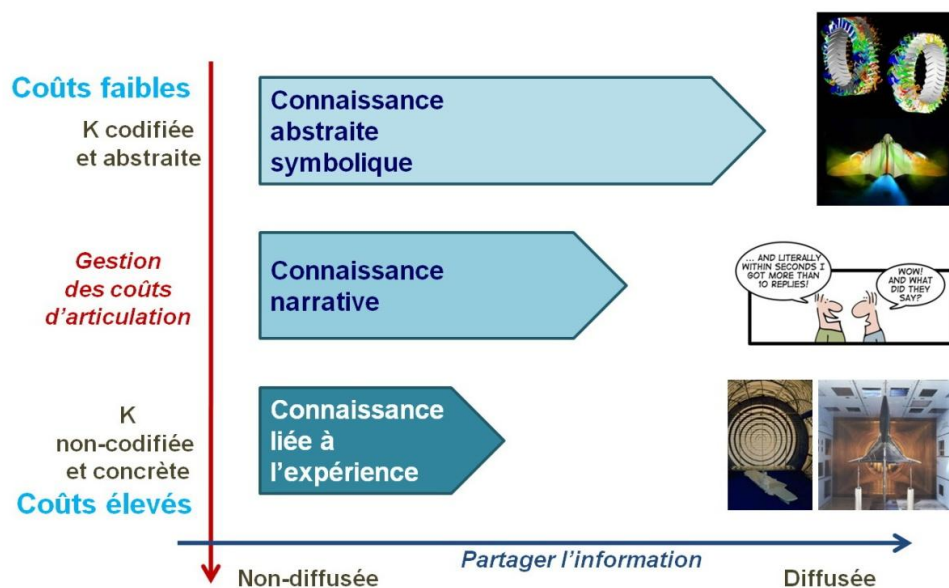 Coûts faibles
K codifiée
et abstraite
Connaissance
abstraite
symbolique
Gestion
des coûts
d'articulation
Connaissance
narrative
... AND LITERALLY
WITHIN SECONDS I
GOT MORE THAN
10 REPLIES!
WOW!
AND WHAT
DID THEY
SAY?
K
non-codifiée
et concrète
Coûts élevés
Connaissance
liée à
l'expérience
Partager l'information
Non-diffusée
Diffusée